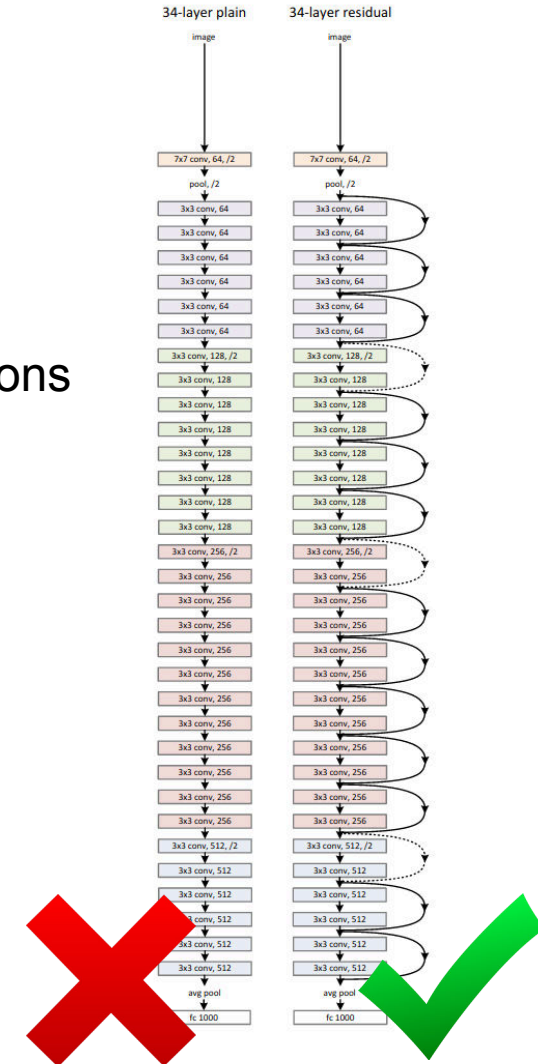 34-layer plain
image
7x7 conv, 64, /2
pool, /2
3x3 conv, 64
3x3 conv, 64
3x3 conv, 64
3x3 conv, 64
3x3 conv, 64
3x3 conv, 64
3x3 conv, 128, /2
3x3 conv, 128
3x3 conv, 128
3x3 conv, 128
3x3 conv, 128
3x3 conv, 128
3x3 conv, 128
3x3 conv, 128
3x3 conv, 256, /2
3x3 conv, 256
3x3 conv, 256
3x3 conv, 256
3x3 conv, 256
3x3 conv, 256
3x3 conv, 256
3x3 conv, 256
3x3 conv, 256
3x3 conv, 256
3x3 conv, 256
3x3 conv, 256
3x3 conv, 512, /2
3x3 conv, 512
3x3 conv, 512
conv, 512
3x3 conv, 512
3x3 conv, 512
avg pool
fc 1000
34-layer residual
image
7x7 conv, 64, /2
pool, /2
3x3 conv, 64
3x3 conv, 64
3x3 conv, 64
3x3 conv, 64
3x3 conv, 64
3x3 conv, 64
3x3 conv, 128, /2
3x3 conv, 128
3x3 conv, 128
3x3 conv, 128
3x3 conv, 128
3x3 conv, 128
3x3 conv, 128
3x3 conv, 128
3x3 conv, 256, /2
3x3 conv, 256
3x3 conv, 256
3x3 conv, 256
3x3 conv, 256
3x3 conv, 256
3x3 conv, 256
3x3 conv, 256
3x3 conv, 256
3x3 conv, 256
3x3 conv, 256
3x3 conv, 256
3x3 conv, 512, /2
3x3 conv, 512
3x3 conv, 512
3x3 conv, 512
3x3 conv, 512
3x3 conv, 512
avg pool
fc 1000
ons